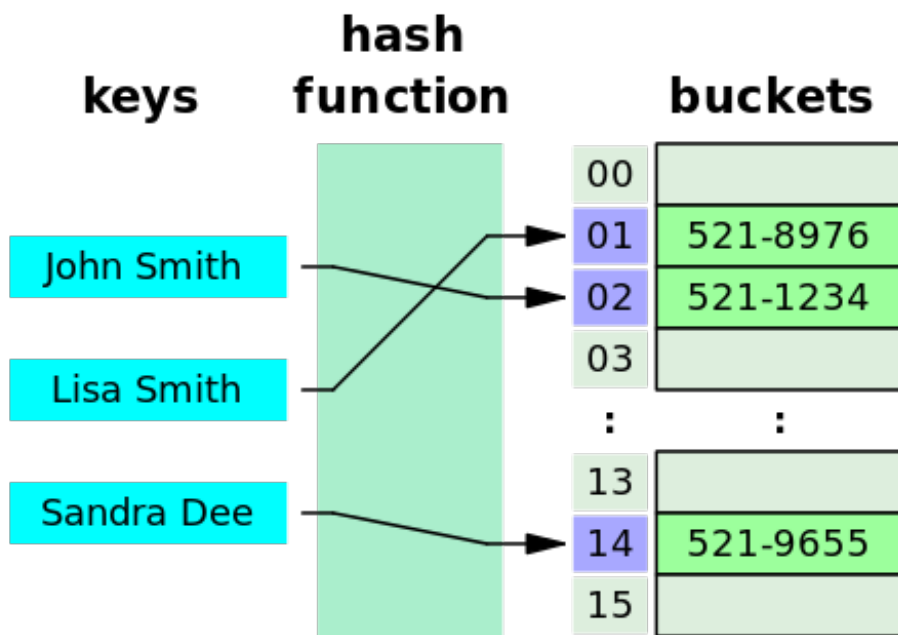 keys
hash
function
buckets
John Smith
Lisa Smith
Sandra Dee
00
01 521-8976
02 521-1234
03
: :
13
14 521-9655
15